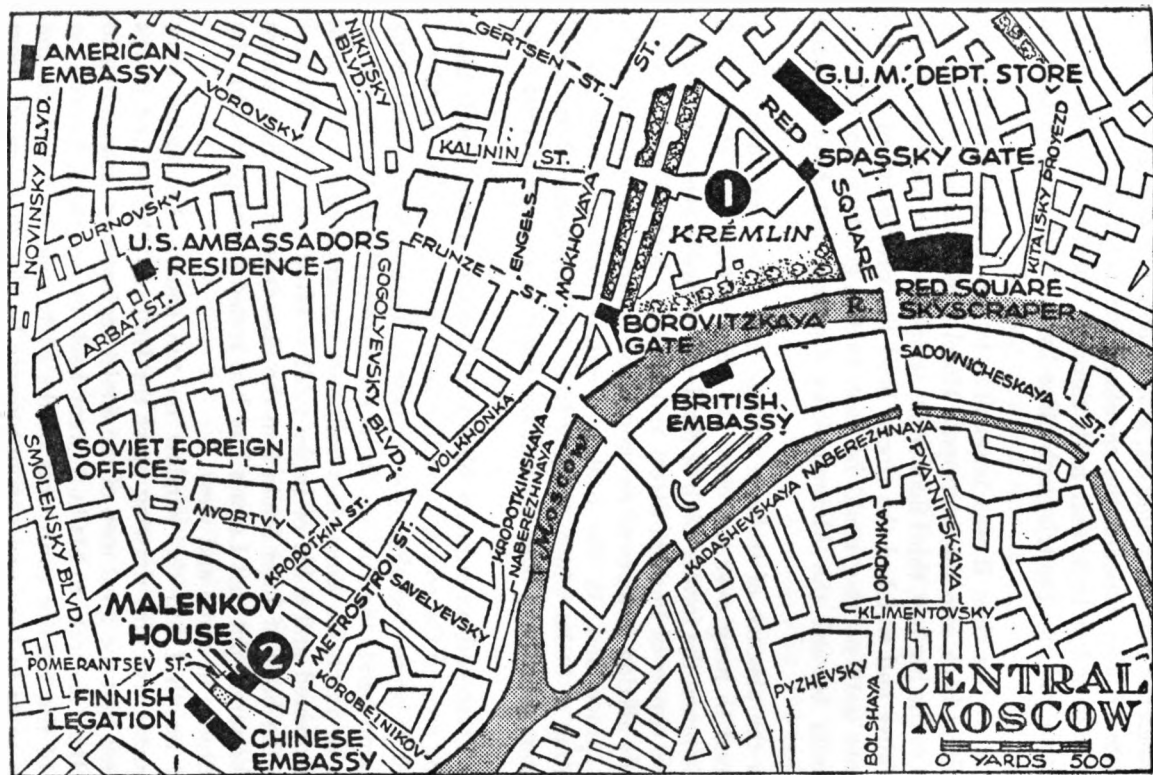 AMERICAN
EMBASSY
NIKITSKY
BLVD.
GERTSEN ST.
ST.
G.U.M. DEPT. STORE
RED
VOROVSKY
KALININ ST.
SPASSKY GATE
NOVINSKY BLVD.
1
KITAISKY PROYEZD
DURNOVSKY
ENGELS
MOKHOVAYA
SQUARE
U.S. AMBASSADORS
RESIDENCE
FRUNZE ST.
KREMLIN
GOGOLYEVSKY BLVD.
ARBAT ST.
BOROVITZKAYA
GATE
R.
RED SQUARE
SKYSCRAPER
SADOVNICHESKAYA
ST.
BRITISH
EMBASSY
SOVIET FOREIGN
OFFICE
VOLKHONKA
KROPOTKINSKAYA
NABEREZHNAYA
MOSCOW
SMOLENSKY BLVD.
MYORTVY
KROPOTKIN ST.
KADASHEVSKAYA NABEREZHNAYA
PYATNITSKAYA
ORDYNKA
METROSTROI ST.
SAVELYEVSKY
MALENKOV
HOUSE
2
KLIMENTOVSKY
POMERANTSEV ST.
FINNISH
LEGATION
KOROBETNIKOV
CHINESE
EMBASSY
PYZHEVSKY
BOLSHAYA
CENTRAL
MOSCOW
0 YARDS 500